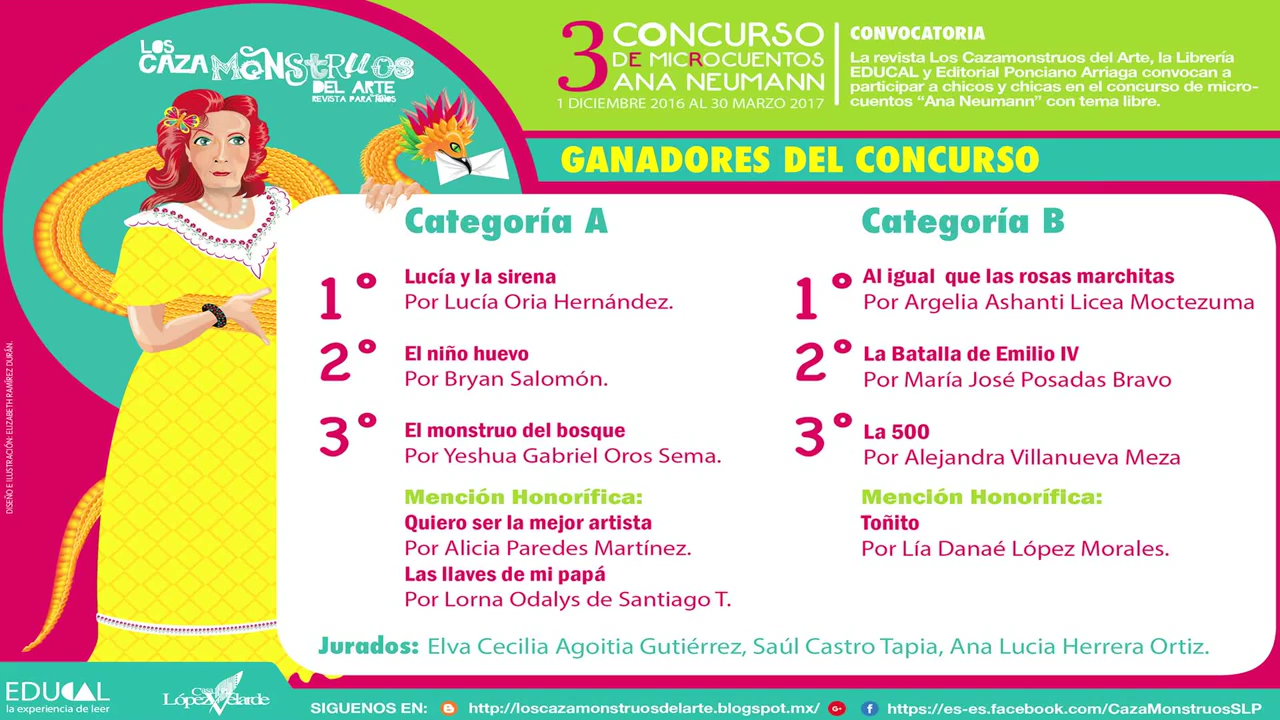 LOS
CAZAMONSTRUOS
DEL ARTE
REVISTA PARA NIÑOS
3 CONCURSO
DE MICROCUENTOS
ANA NEUMANN
1 DICIEMBRE 2016 AL 30 MARZO 2017
CONVOCATORIA
La revista Los Cazamonstruos del Arte, la Librería
EDUCAL y Editorial Ponciano Arriaga convocan a
participar a chicos y chicas en el concurso de micro-
cuentos “Ana Neumann” con tema libre.
GANADORES DEL CONCURSO
Categoría A
1° Lucía y la sirena
Por Lucía Oria Hernández.
2° El niño huevo
Por Bryan Salomón.
3° El monstruo del bosque
Por Yeshua Gabriel Oros Sema.
Mención Honorífica:
Quiero ser la mejor artista
Por Alicia Paredes Martínez.
Las llaves de mi papá
Por Lorna Odalys de Santiago T.
Categoría B
1° Al igual  que las rosas marchitas
Por Argelia Ashanti Licea Moctezuma
2° La Batalla de Emilio IV
Por María José Posadas Bravo
3° La 500
Por Alejandra Villanueva Meza
Mención Honorífica:
Toñito
Por Lía Danaé López Morales.
Jurados: Elva Cecilia Agoitia Gutiérrez, Saúl Castro Tapia, Ana Lucia Herrera Ortiz.
DISEÑO E ILUSTRACIÓN: ELIZABETH RAMÍREZ DURÁN.
EDUCAL
la experiencia de leer
Casa
López Velarde
SIGUENOS EN: http://loscazamonstruosdelarte.blogspot.mx/ G+ f https://es-es.facebook.com/CazaMonstruosSLP